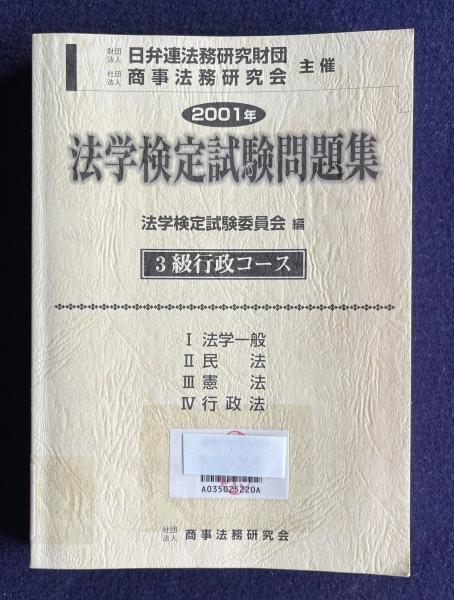 財団法人 日弁連法務研究財団
社団法人 商事法務研究会 主催
2001年
法学検定試験問題集
法学検定試験委員会 編
3級行政コース
Ⅰ 法学一般
Ⅱ 民 法
Ⅲ 憲 法
Ⅳ 行政法
A035025220A
社団法人 商事法務研究会